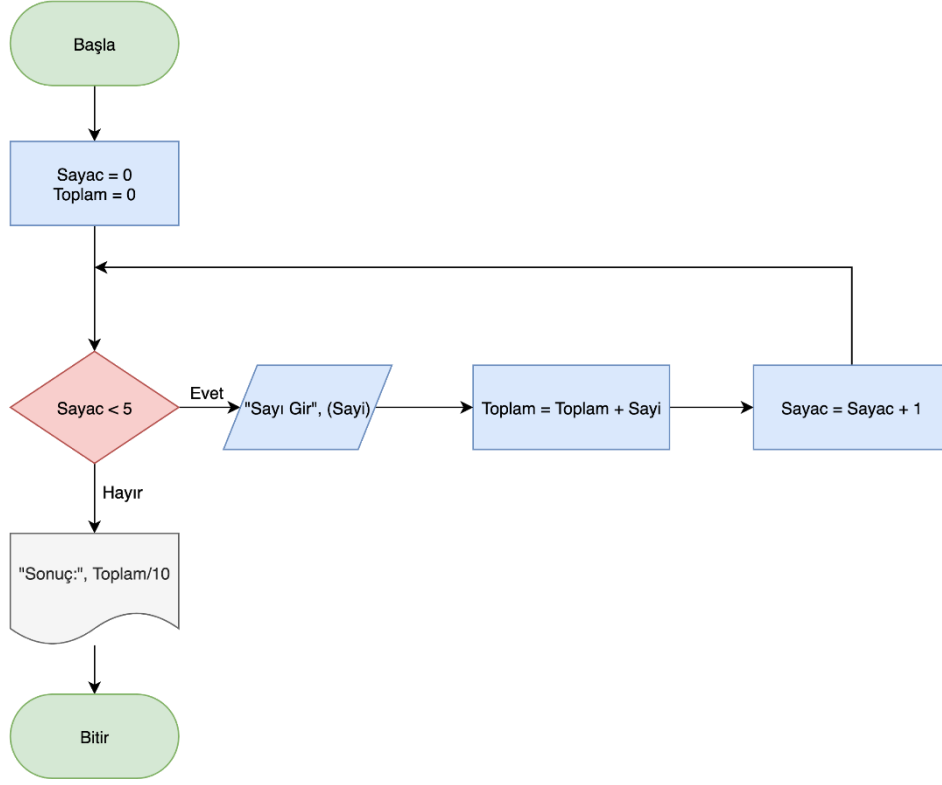 Başla
Sayac = 0
Toplam = 0
Sayac < 5
Evet
"Sayı Gir", (Sayi)
Toplam = Toplam + Sayi
Sayac = Sayac + 1
Hayır
"Sonuç:", Toplam/10
Bitir